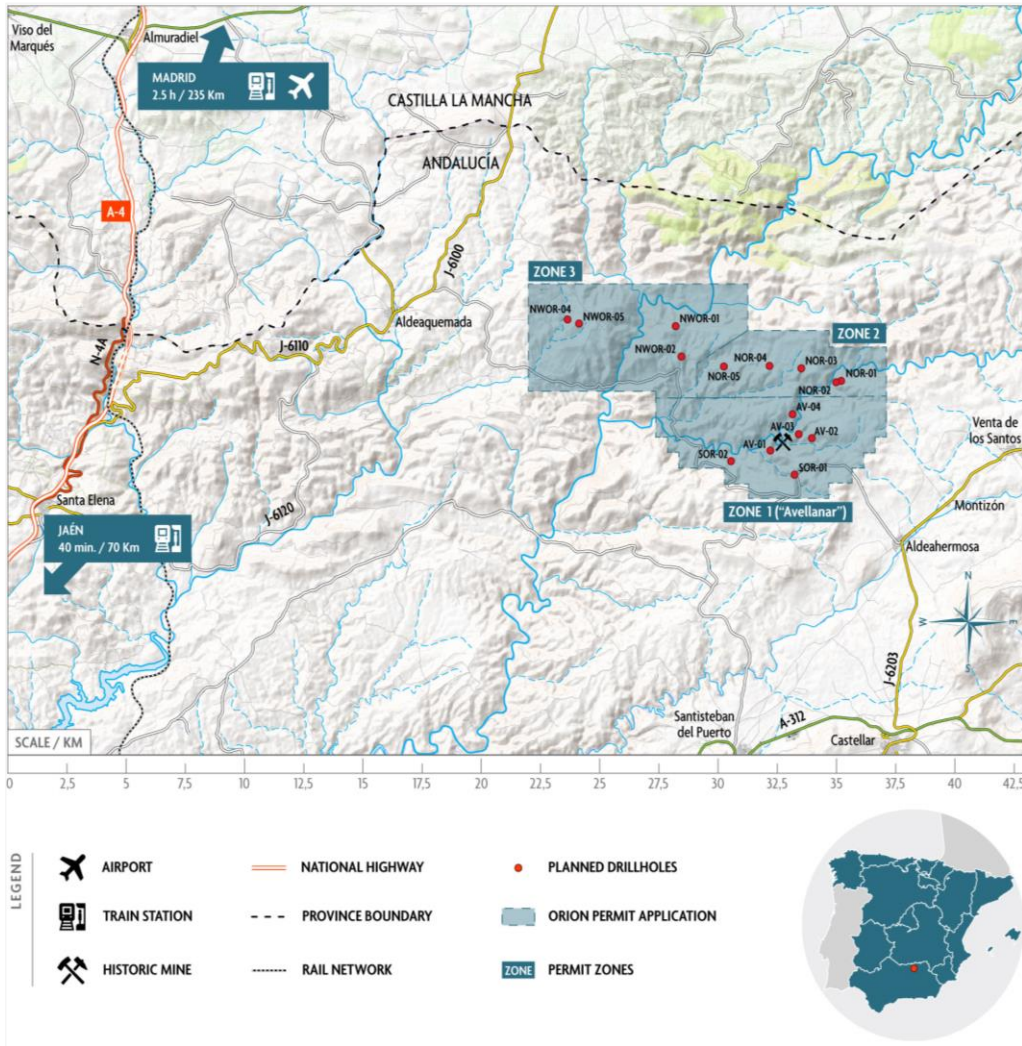 Viso del
Marqués
Almuradiel
MADRID
2.5 h / 235 Km
CASTILLA LA MANCHA
ANDALUCÍA
A-4
J-6100
ZONE 3
NWOR-04
NWOR-05
NWOR-01
Aldeaquemada
ZONE 2
N-4A
J-6110
NWOR-02
NOR-04
NOR-03
NOR-05
NOR-01
NOR-02
AV-04
AV-03
AV-02
Venta de
los Santos
AV-01
SOR-02
SOR-01
Santa Elena
J-6120
ZONE 1 ("Avellanar")
Montizón
JAÉN
40 min. / 70 Km
Aldeahermosa
N
W
E
S
J-6203
Santisteban
del Puerto
A-312
Castellar
SCALE / KM
0 2,5 5 7,5 10 12,5 15 17,5 20 22,5 25 27,5 30 32,5 35 37,5 40 42,5
LEGEND
AIRPORT
NATIONAL HIGHWAY
PLANNED DRILLHOLES
TRAIN STATION
PROVINCE BOUNDARY
ORION PERMIT APPLICATION
HISTORIC MINE
RAIL NETWORK
ZONE
PERMIT ZONES